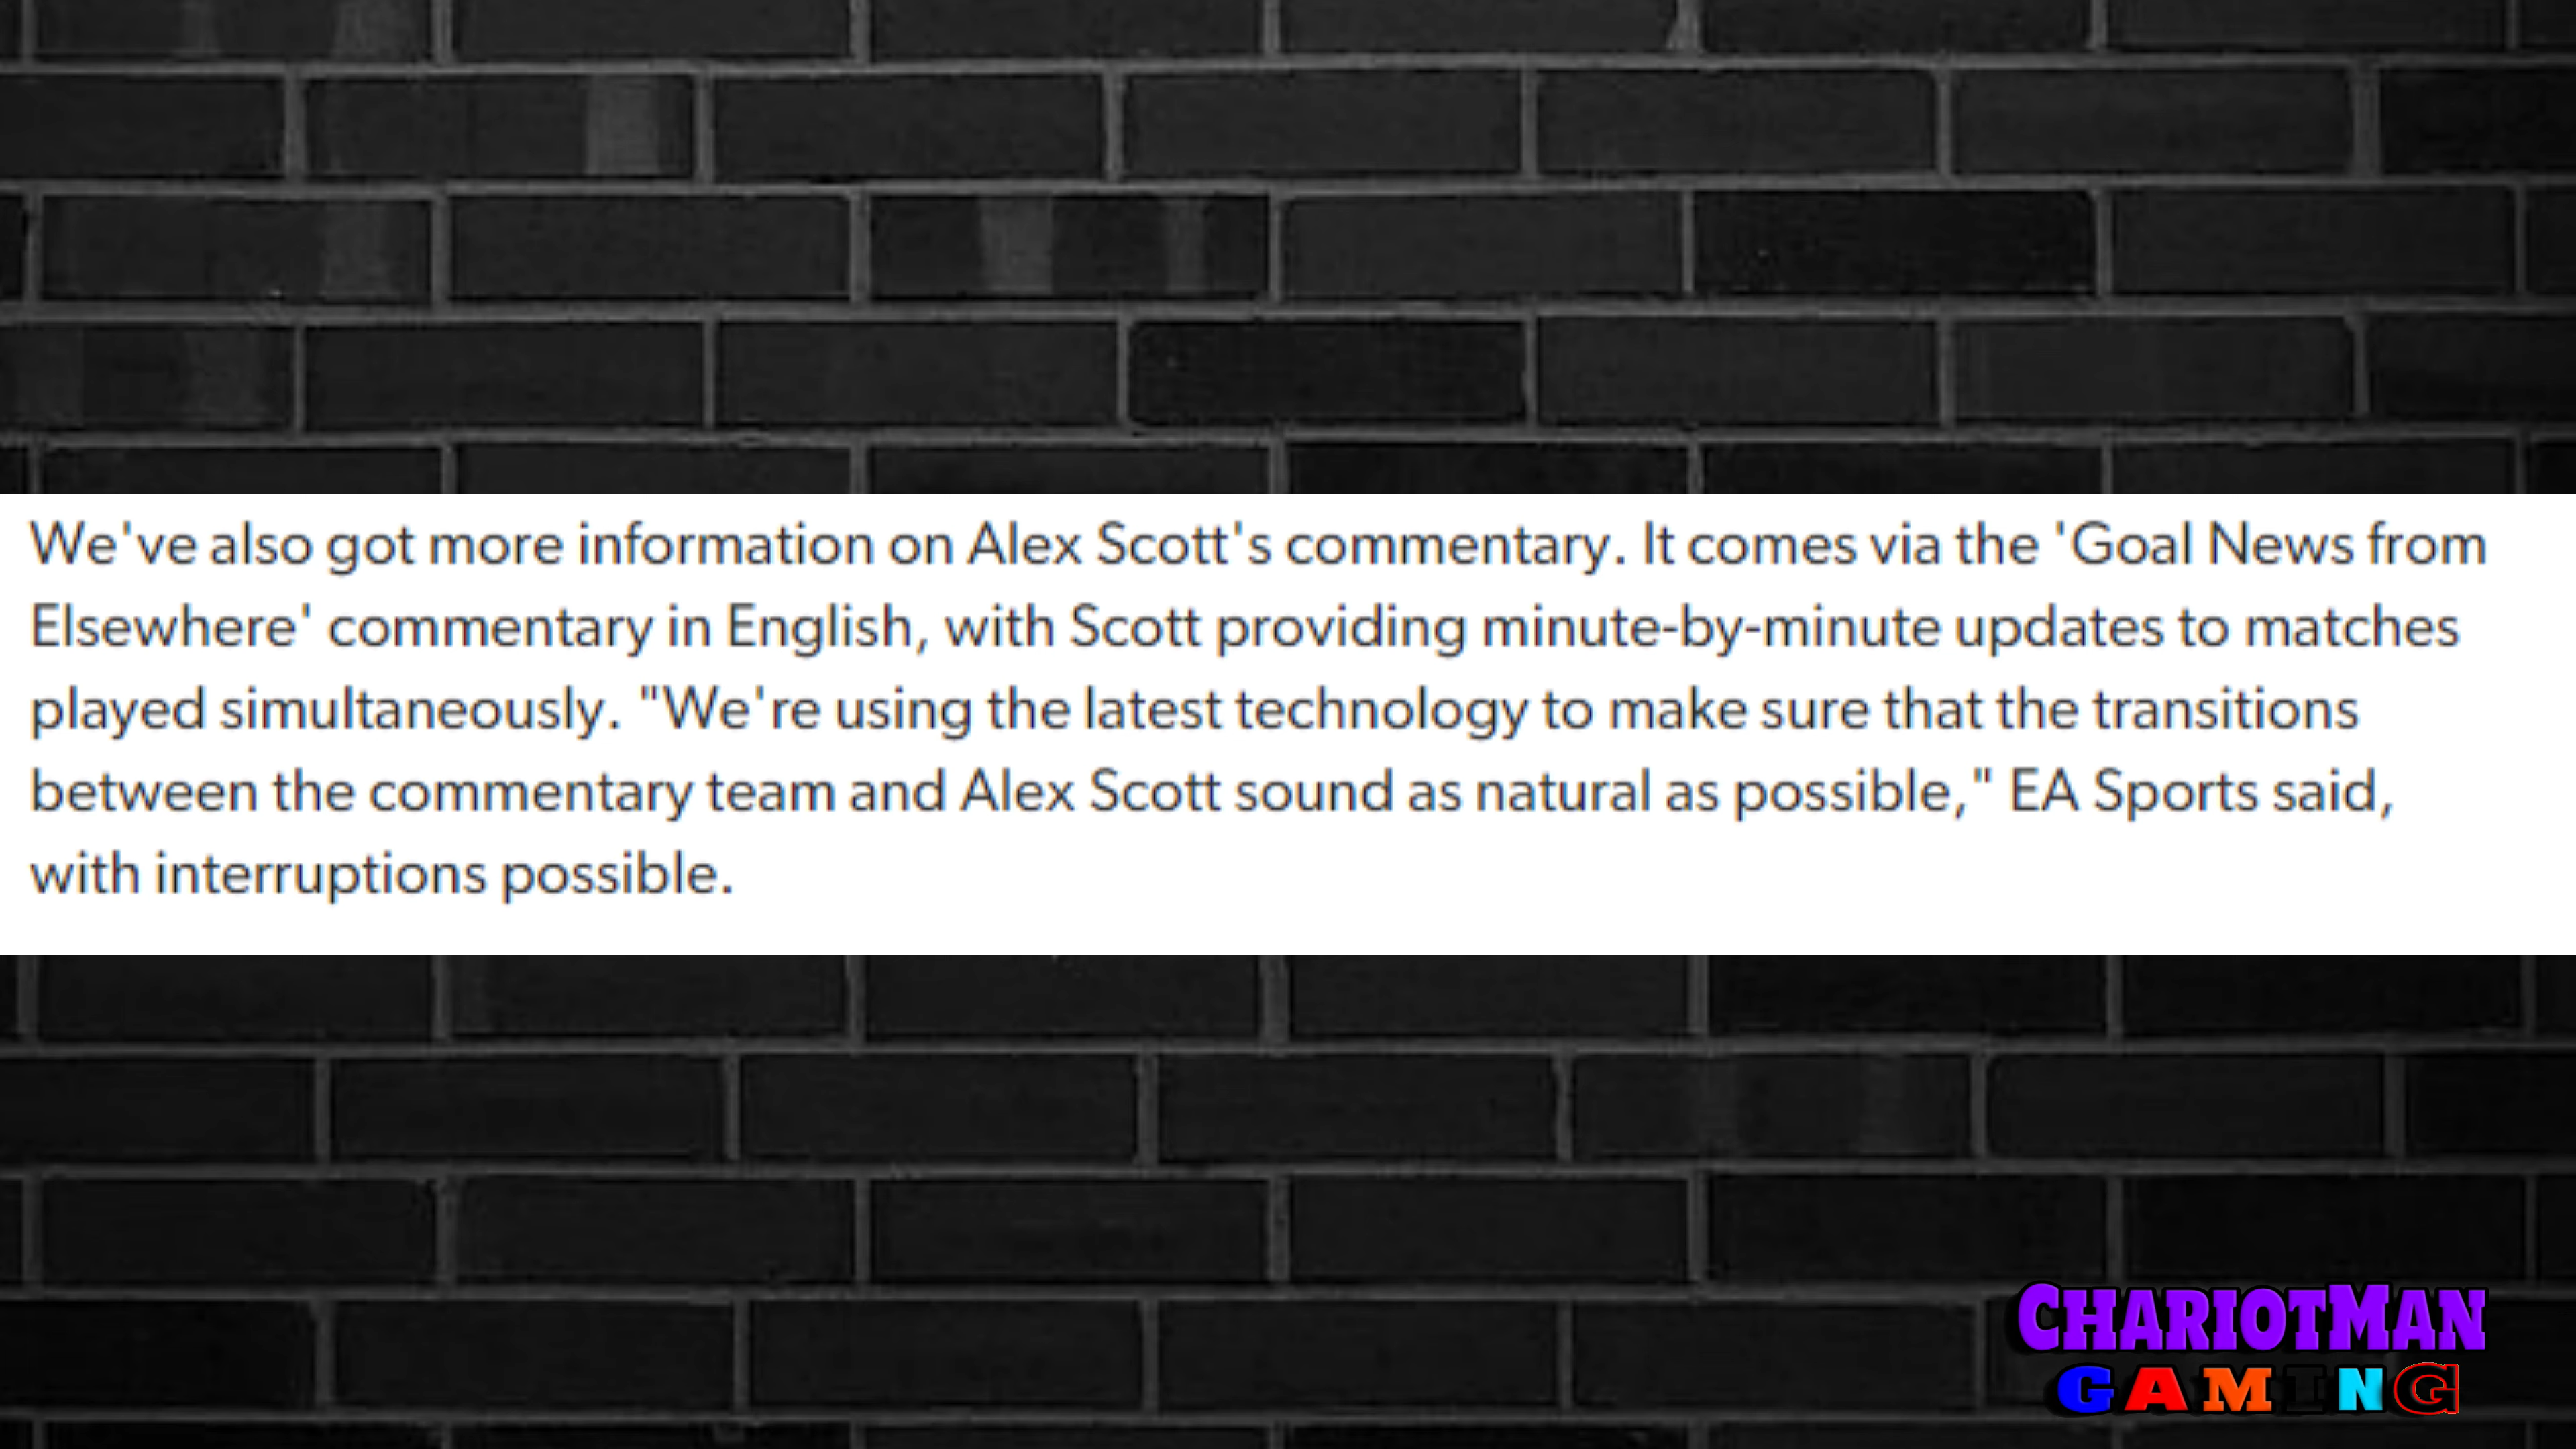 We've also got more information on Alex Scott's commentary. It comes via the 'Goal News from
Elsewhere' commentary in English, with Scott providing minute-by-minute updates to matches
played simultaneously. "We're using the latest technology to make sure that the transitions
between the commentary team and Alex Scott sound as natural as possible," EA Sports said,
with interruptions possible.
CHARIOTMAN
GAMING